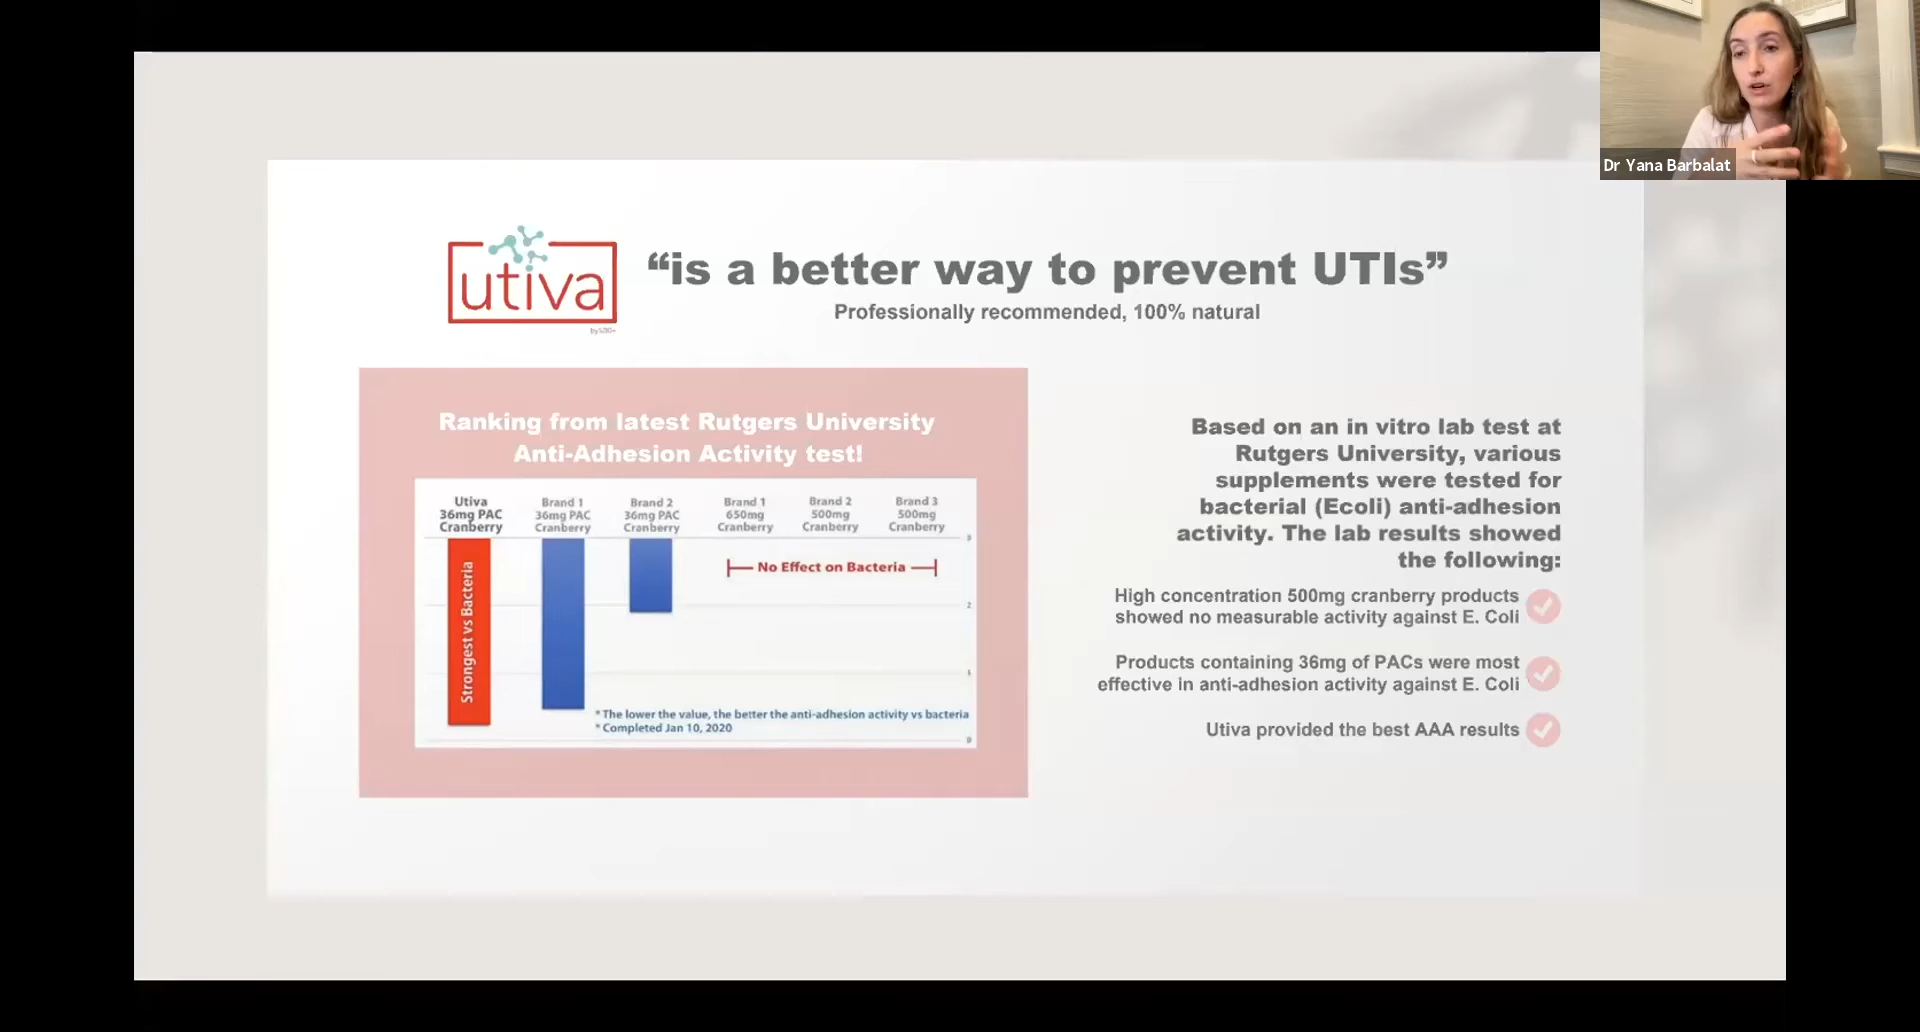 Dr Yana Barbalat
utiva
"is a better way to prevent UTIs"
Professionally recommended, 100% natural
Ranking from latest Rutgers University
Anti-Adhesion Activity test!
Utiva
36mg PAC
Cranberry
Brand 1
36mg PAC
Cranberry
Brand 2
36mg PAC
Cranberry
Brand 1
650mg
Cranberry
Brand 2
500mg
Cranberry
Brand 3
500mg
Cranberry
3
2
1
0
Strongest vs Bacteria
No Effect on Bacteria
* The lower the value, the better the anti-adhesion activity vs bacteria
* Completed Jan 10, 2020
Based on an in vitro lab test at
Rutgers University, various
supplements were tested for
bacterial (Ecoli) anti-adhesion
activity. The lab results showed
the following:
High concentration 500mg cranberry products
showed no measurable activity against E. Coli
Products containing 36mg of PACs were most
effective in anti-adhesion activity against E. Coli
Utiva provided the best AAA results